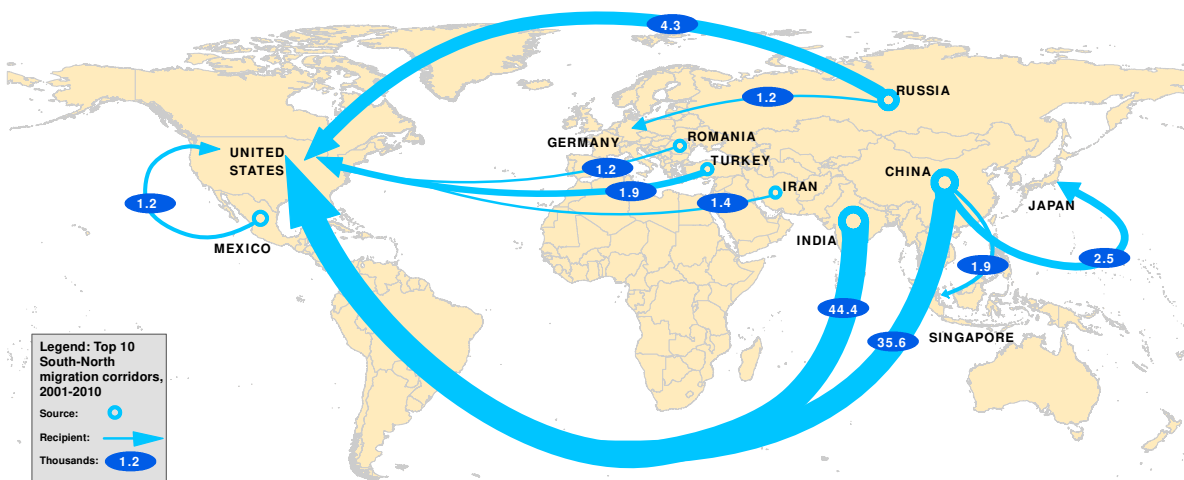 4.3
RUSSIA
1.2
GERMANY
ROMANIA
UNITED
STATES
1.2
TURKEY
CHINA
1.9
IRAN
1.4
1.2
JAPAN
MEXICO
INDIA
2.5
1.9
44.4
35.6
SINGAPORE
Legend: Top 10
South-North
migration corridors,
2001-2010
Source:
Recipient:
Thousands: 1.2